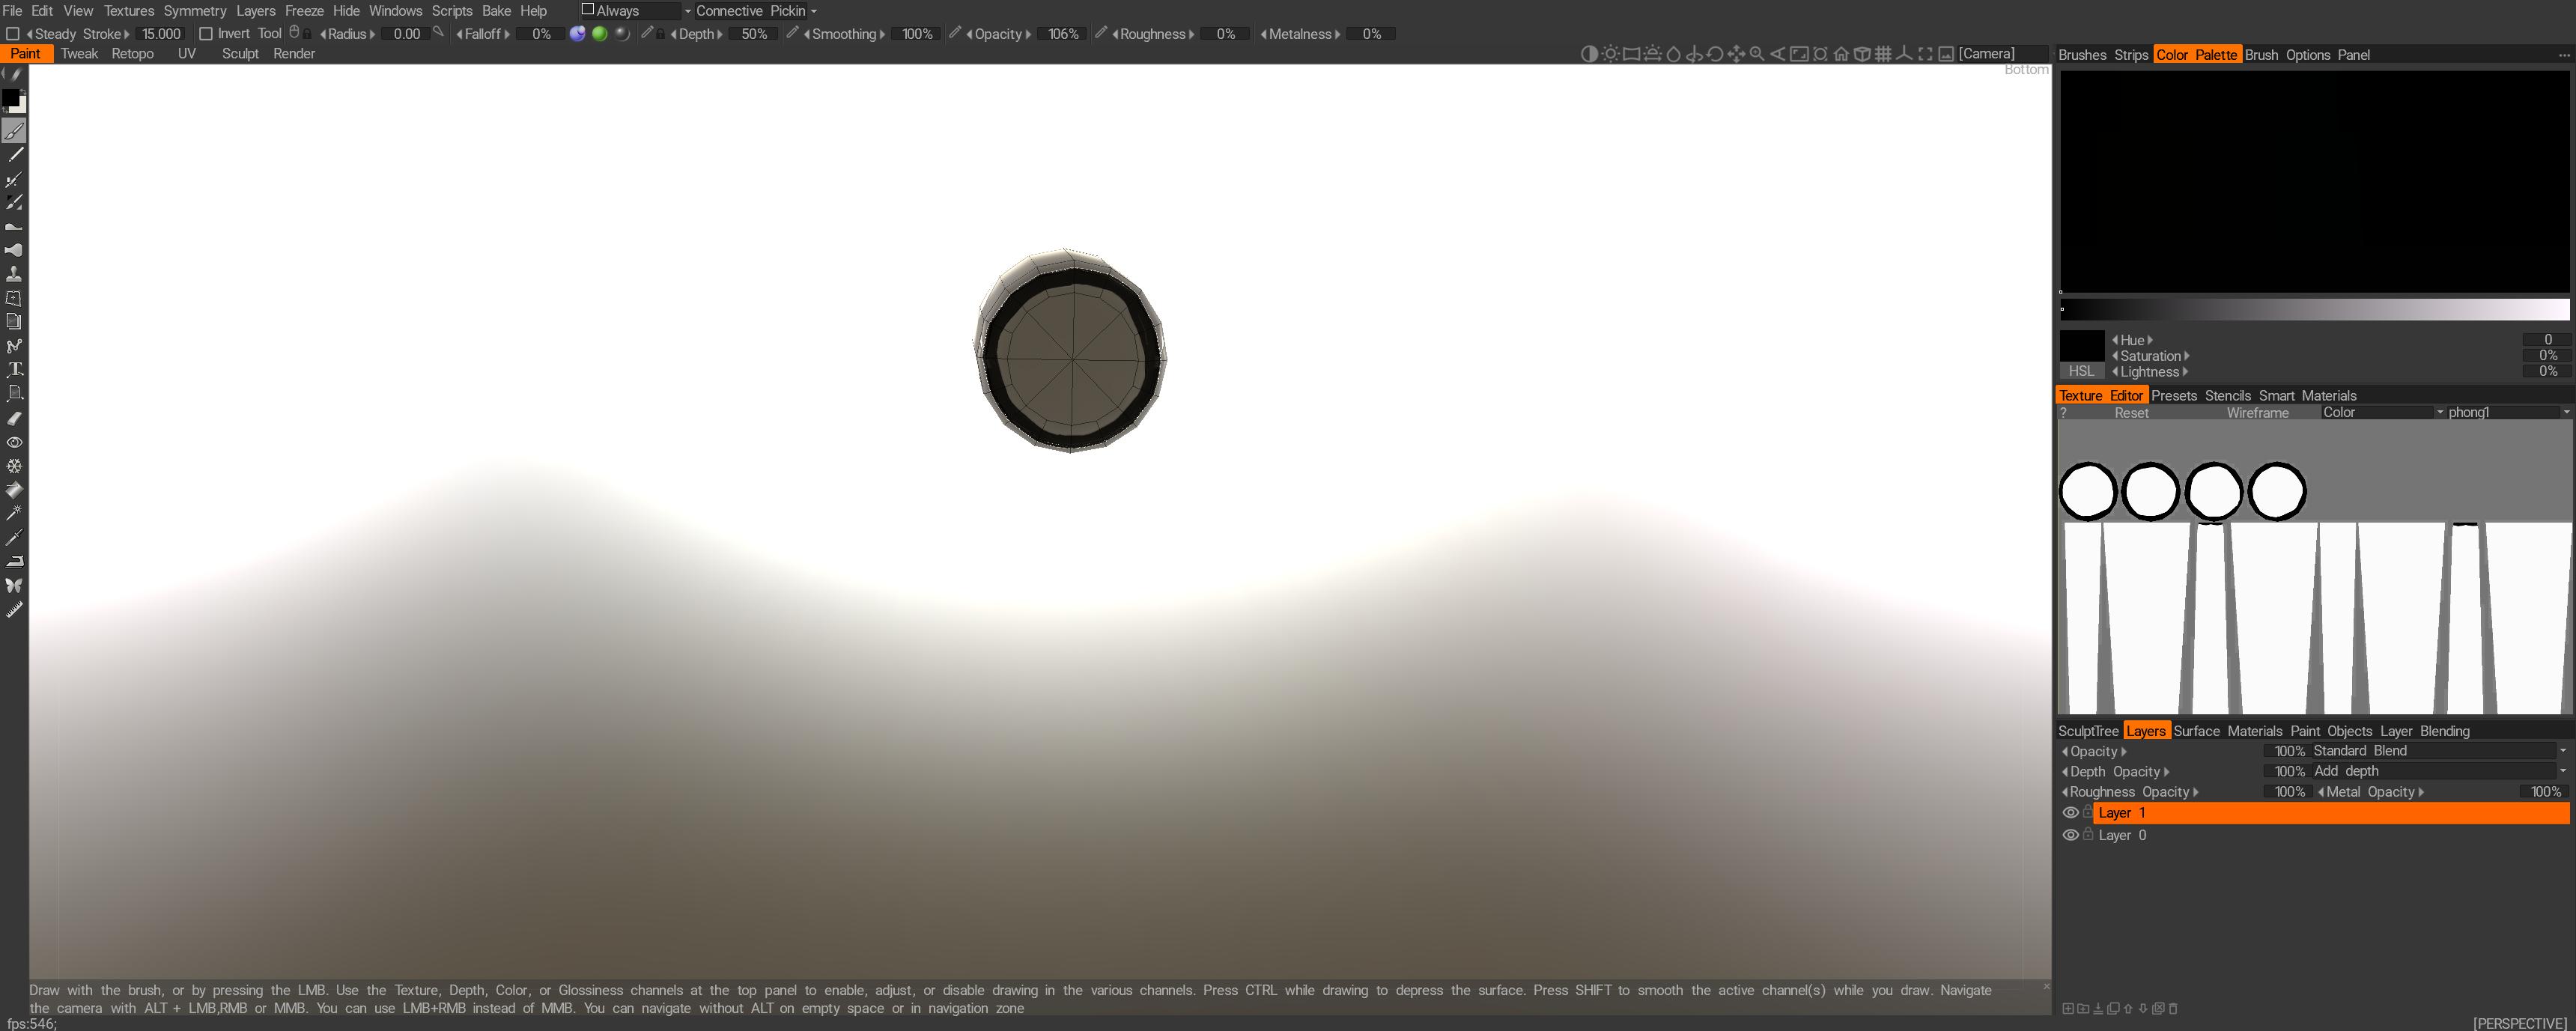 File Edit View Textures Symmetry Layers Freeze Hide Windows Scripts Bake Help Always Connective Pickin
Steady Stroke 15.000 Invert Tool Radius 0.00 Falloff 0% Depth 50% Smoothing 100% Opacity 106% Roughness 0% Metalness 0%
Paint Tweak Retopo UV Sculpt Render [Camera]
Bottom
Brushes Strips Color Palette Brush Options Panel
Hue 0
Saturation 0%
HSL Lightness 0%
Texture Editor Presets Stencils Smart Materials
? Reset Wireframe Color phong1
SculptTree Layers Surface Materials Paint Objects Layer Blending
Opacity 100% Standard Blend
Depth Opacity 100% Add depth
Roughness Opacity 100% Metal Opacity 100%
Layer 1
Layer 0
Draw with the brush, or by pressing the LMB. Use the Texture, Depth, Color, or Glossiness channels at the top panel to enable, adjust, or disable drawing in the various channels. Press CTRL while drawing to depress the surface. Press SHIFT to smooth the active channel(s) while you draw. Navigate
the camera with ALT + LMB,RMB or MMB. You can use LMB+RMB instead of MMB. You can navigate without ALT on empty space or in navigation zone
fps:546;
[PERSPECTIVE]